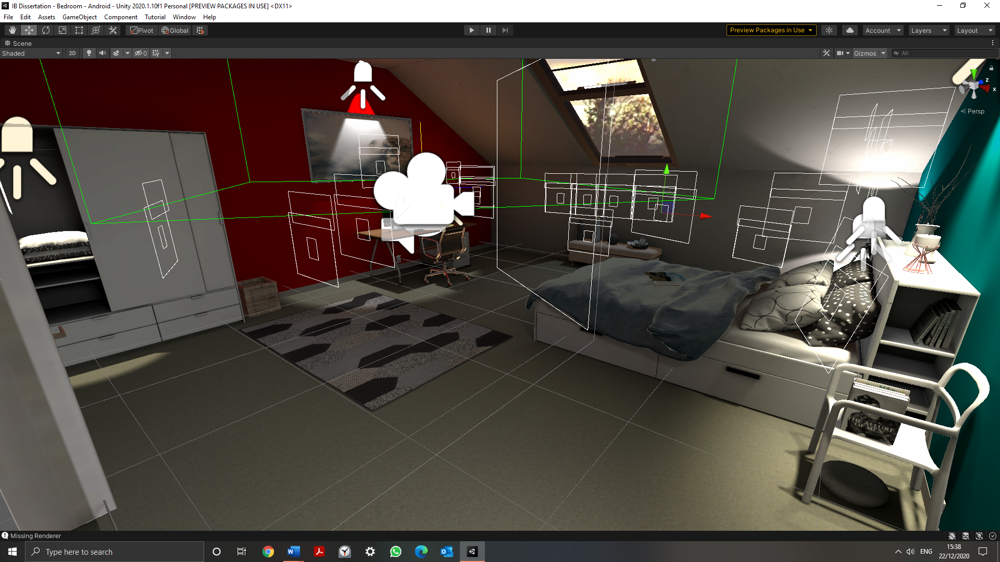 IB Dissertation - Bedroom - Android - Unity 2020.1.10f1 Personal [PREVIEW PACKAGES IN USE] <DX11>
File Edit Assets GameObject Component Tutorial Window Help
Pivot Global Preview Packages in Use Account Layers Layout
Scene
Shaded 2D 0 Gizmos All
z
x
Persp
THE ALLURE
OF MEN
Missing Renderer
Type here to search
ENG
15:38
22/12/2020